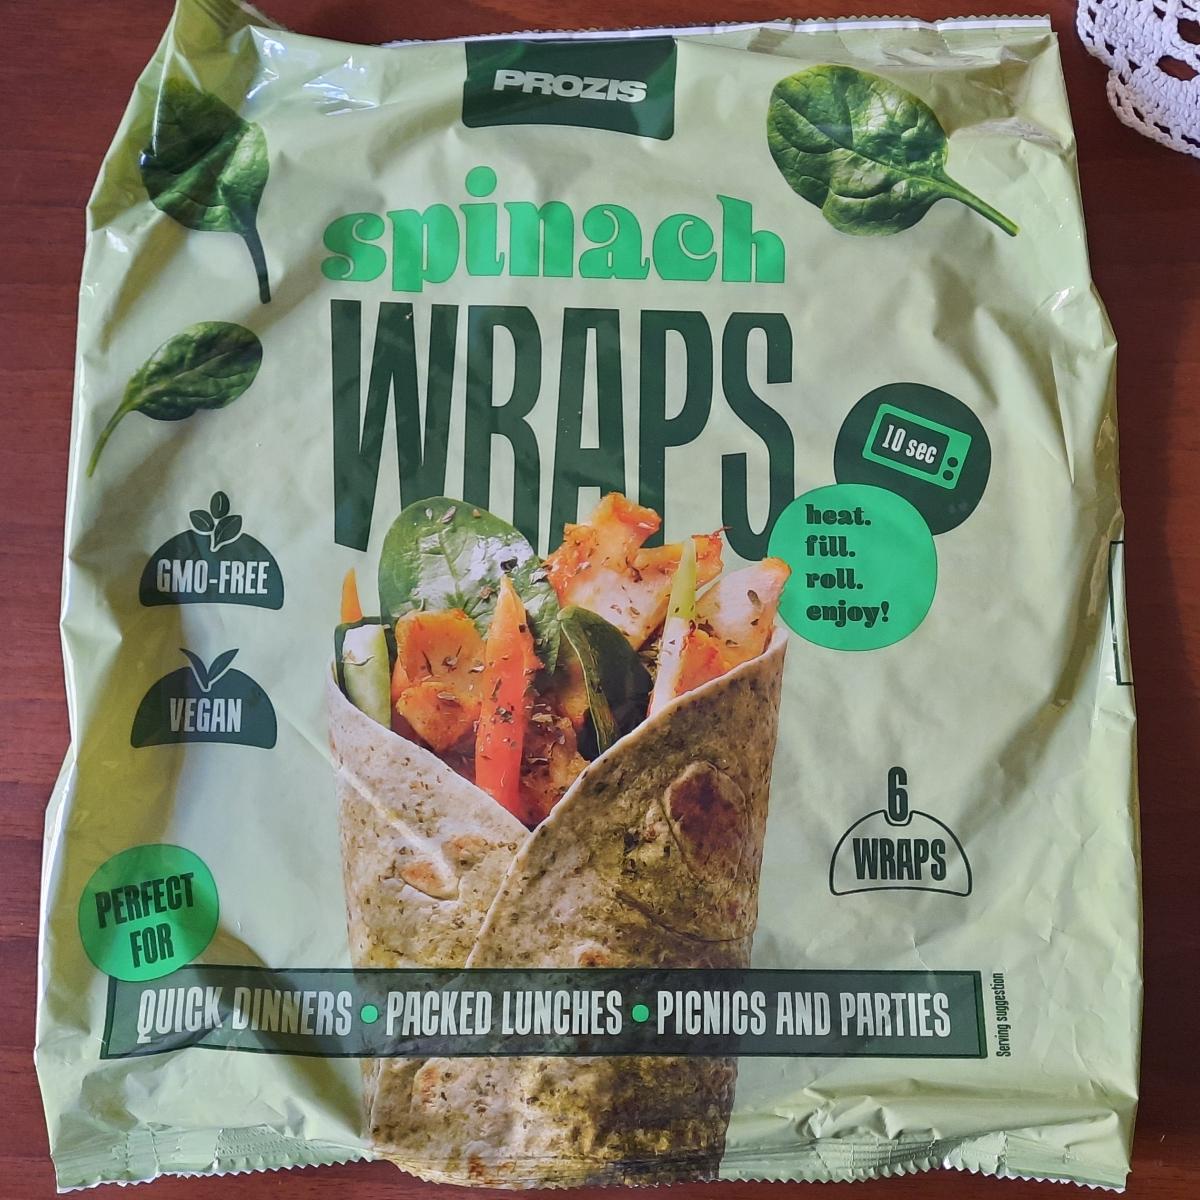 PROZIS
spinach
WRAPS
10 sec
heat.
fill.
roll.
enjoy!
GMO-FREE
VEGAN
6
WRAPS
PERFECT
FOR
QUICK DINNERS • PACKED LUNCHES • PICNICS AND PARTIES
Serving suggestion